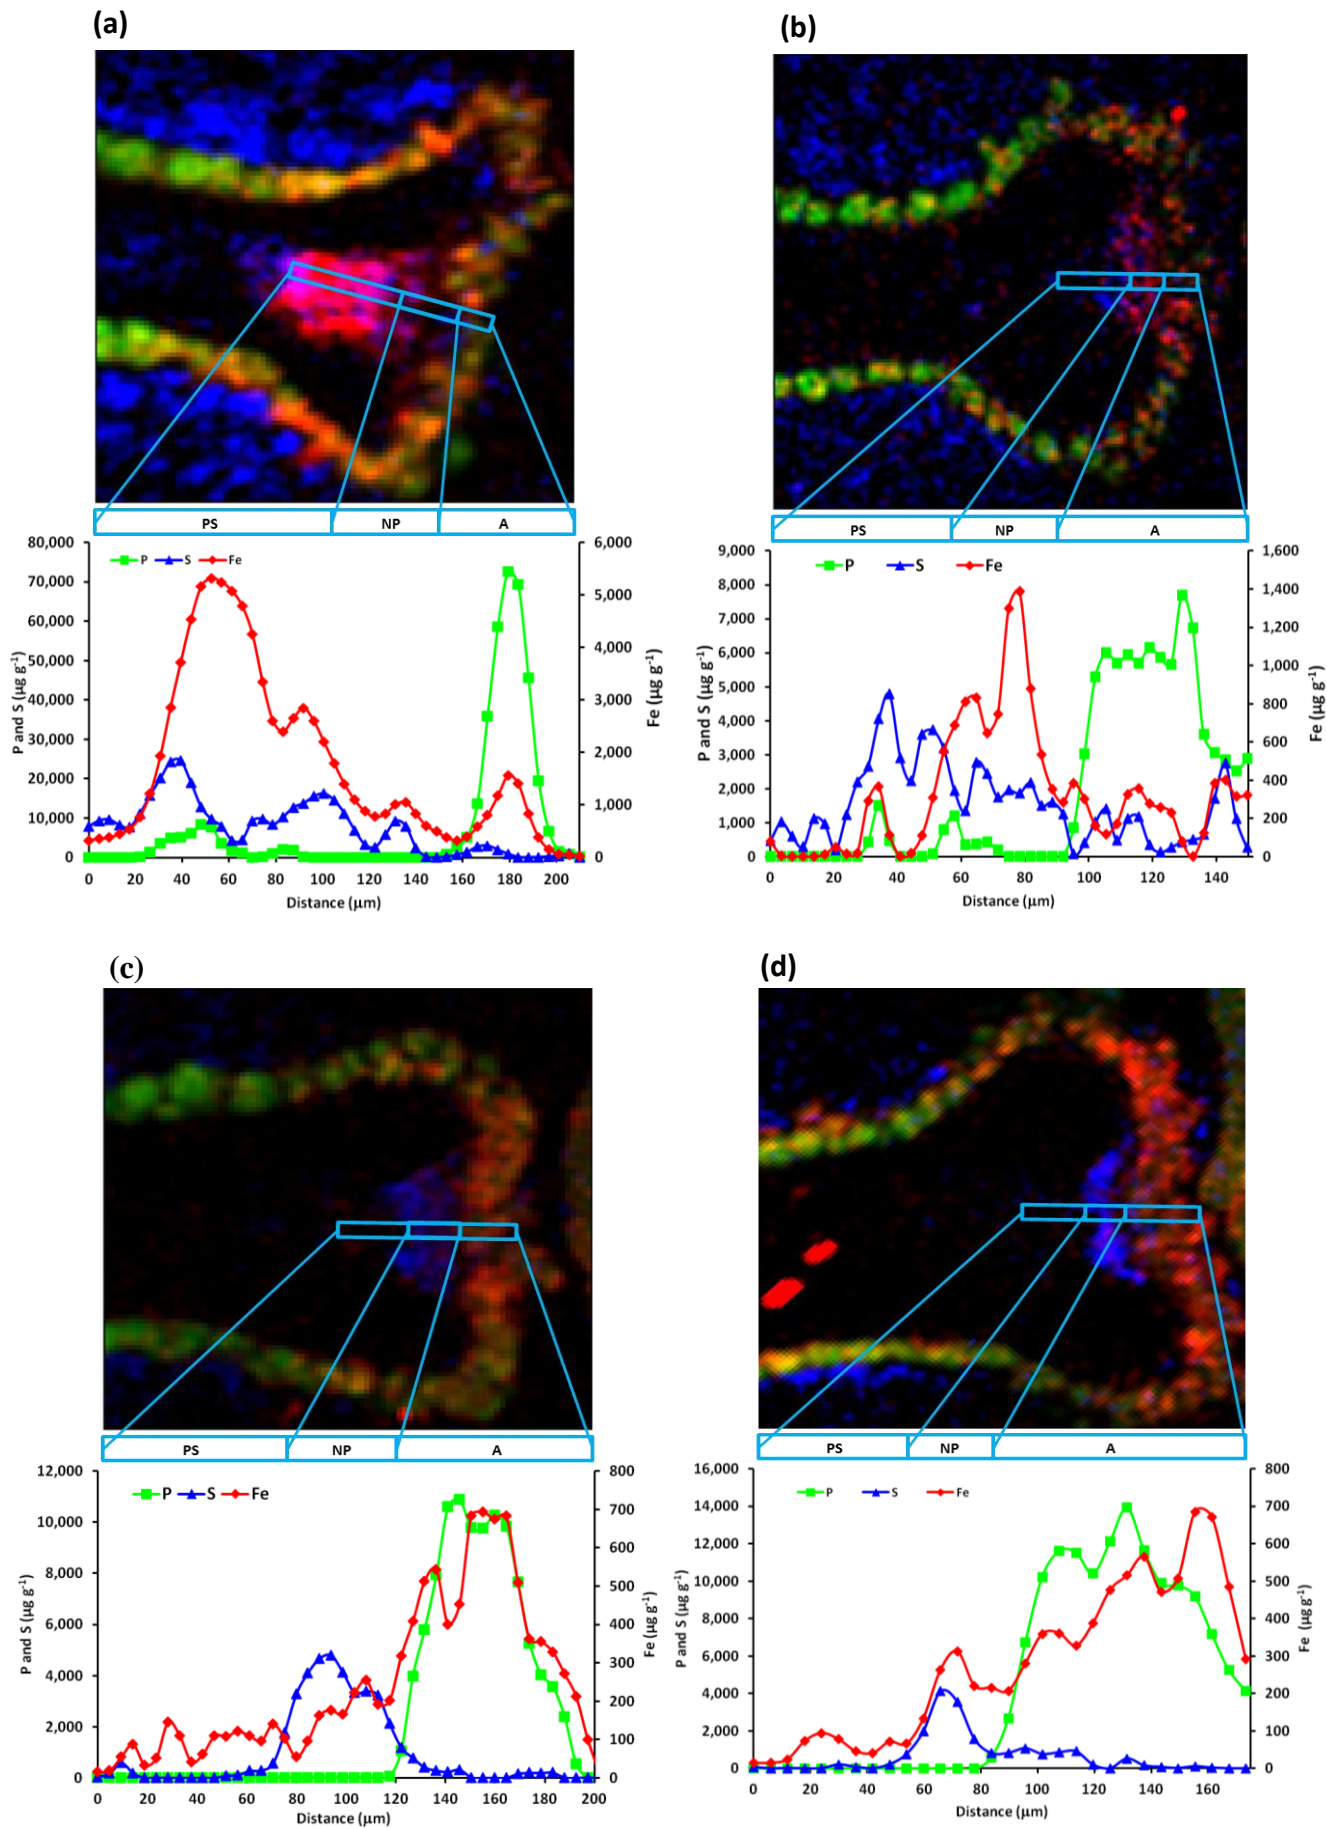 (a)
PS NP A
80,000
70,000
60,000
50,000
40,000
30,000
20,000
10,000
0
P and S (µg g-1)
P S Fe
6,000
5,000
4,000
3,000
2,000
1,000
0
Fe (µg g-1)
0 20 40 60 80 100 120 140 160 180 200
Distance (µm)
(b)
PS NP A
9,000
8,000
7,000
6,000
5,000
4,000
3,000
2,000
1,000
0
P and S (µg g-1)
P S Fe
1,600
1,400
1,200
1,000
800
600
400
200
0
Fe (µg g-1)
0 20 40 60 80 100 120 140
Distance (µm)
(c)
PS NP A
12,000
10,000
8,000
6,000
4,000
2,000
0
P and S (µg g-1)
P S Fe
800
700
600
500
400
300
200
100
0
Fe (µg g-1)
0 20 40 60 80 100 120 140 160 180 200
Distance (µm)
(d)
PS NP A
16,000
14,000
12,000
10,000
8,000
6,000
4,000
2,000
0
P and S (µg g-1)
P S Fe
800
700
600
500
400
300
200
100
0
Fe (µg g-1)
0 20 40 60 80 100 120 140 160
Distance (µm)